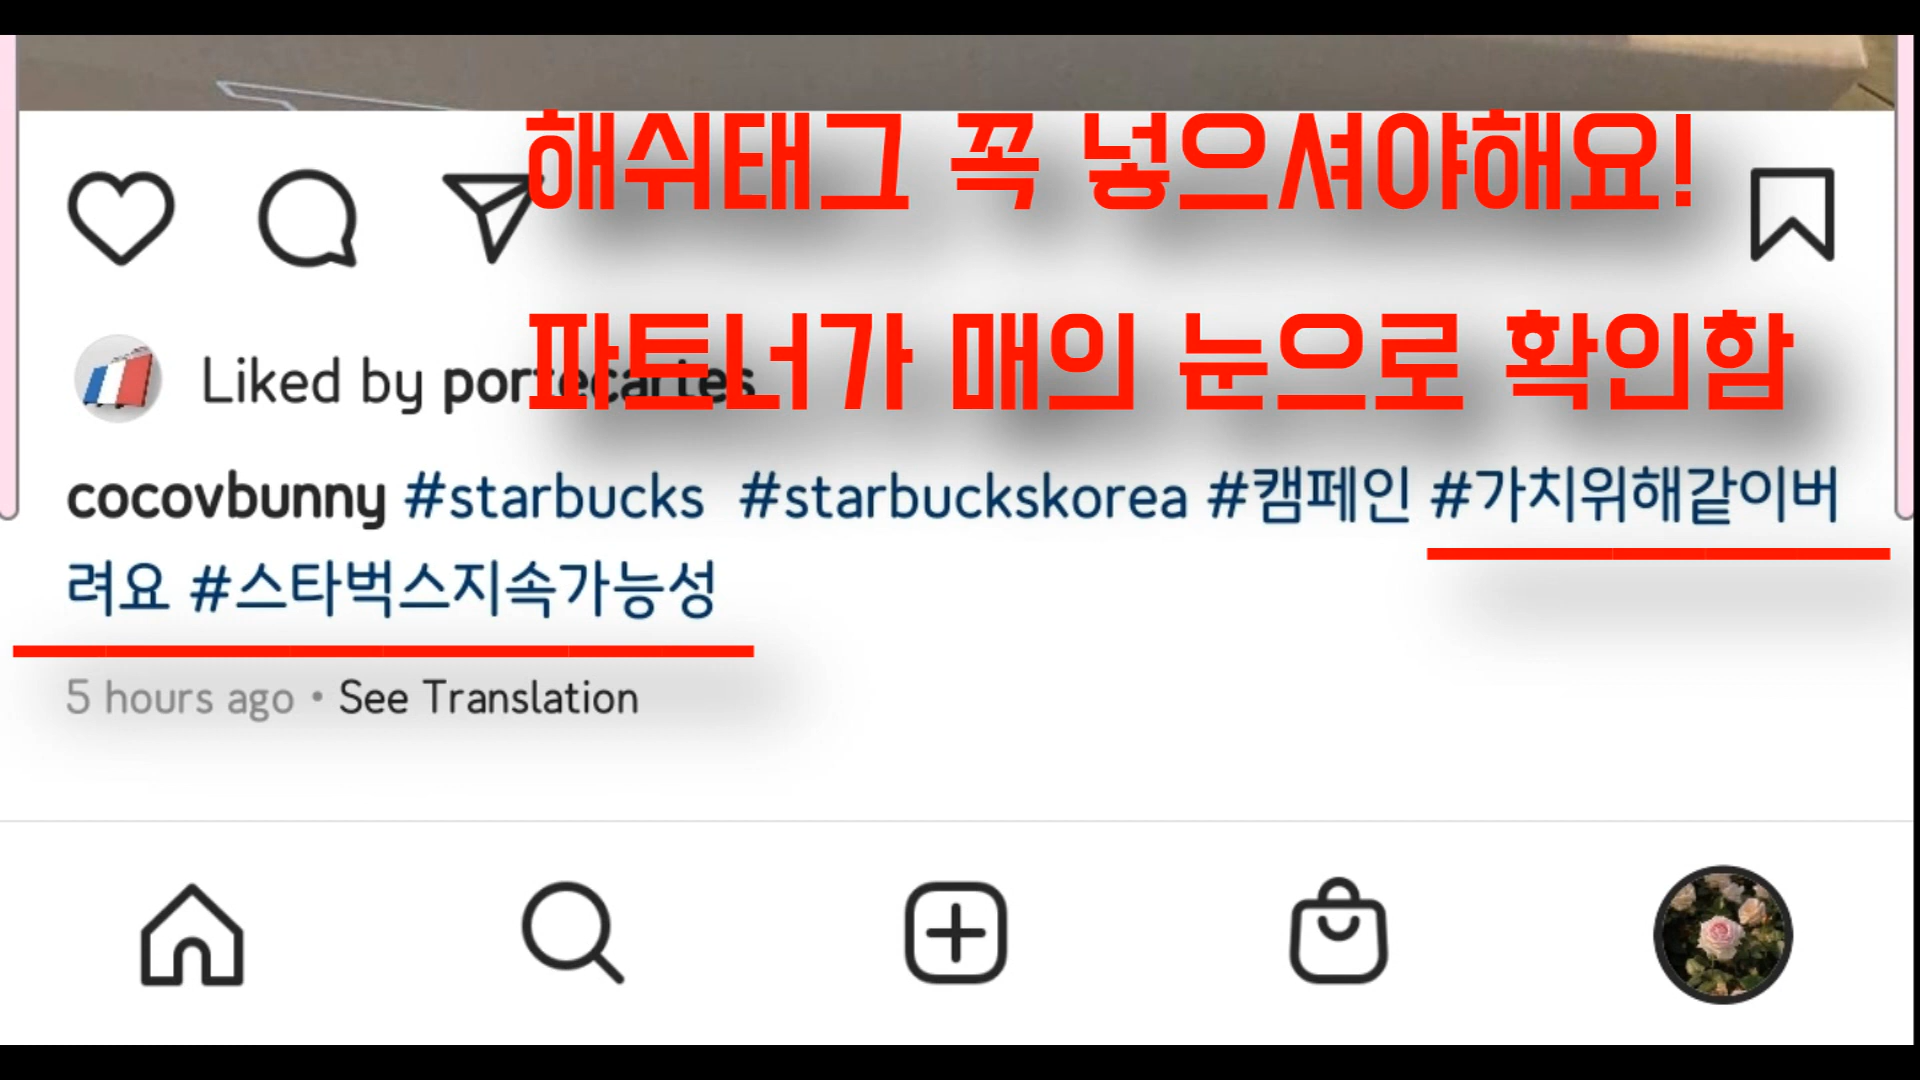 해쉬태그 꼭 넣으셔야해요!
파트너가 매의 눈으로 확인함
Liked by portecartes
cocovbunny #starbucks #starbuckskorea #캠페인 #가치위해같이버
려요 #스타벅스지속가능성
5 hours ago • See Translation